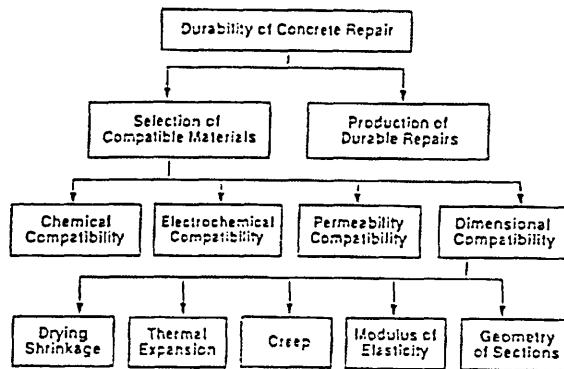 Durability of Concrete Repair
Selection of
Compatible Materials
Production of
Durable Repairs
Chemical
Compatibility
Electrochemical
Compatibility
Permeability
Compatibility
Dimensional
Compatibility
Drying
Shrinkage
Thermal
Expansion
Creep
Modulus of
Elasticity
Geometry
of Sections